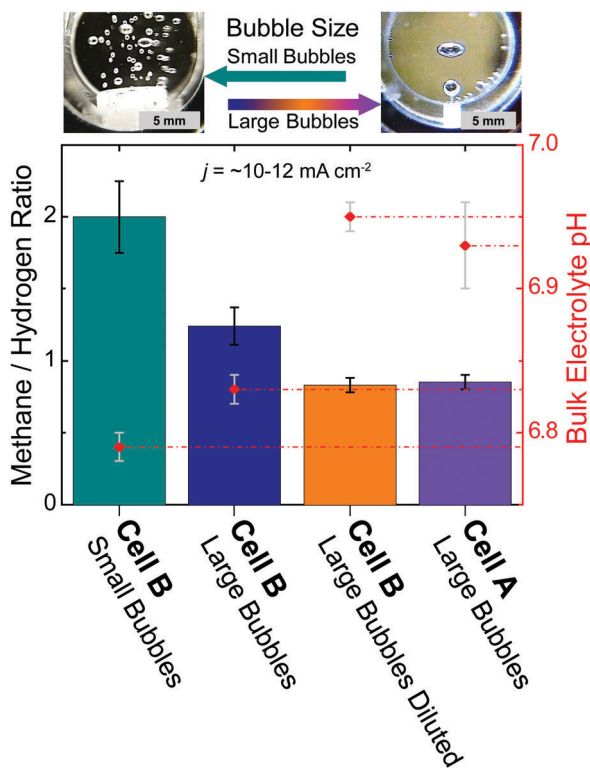 Bubble Size
Small Bubbles
Large Bubbles
5 mm
5 mm
j = ~10-12 mA cm⁻²
Methane / Hydrogen Ratio
2
1
0
Bulk Electrolyte pH
7.0
6.9
6.8
Cell B
Small Bubbles
Cell B
Large Bubbles
Cell B
Large Bubbles Diluted
Cell A
Large Bubbles